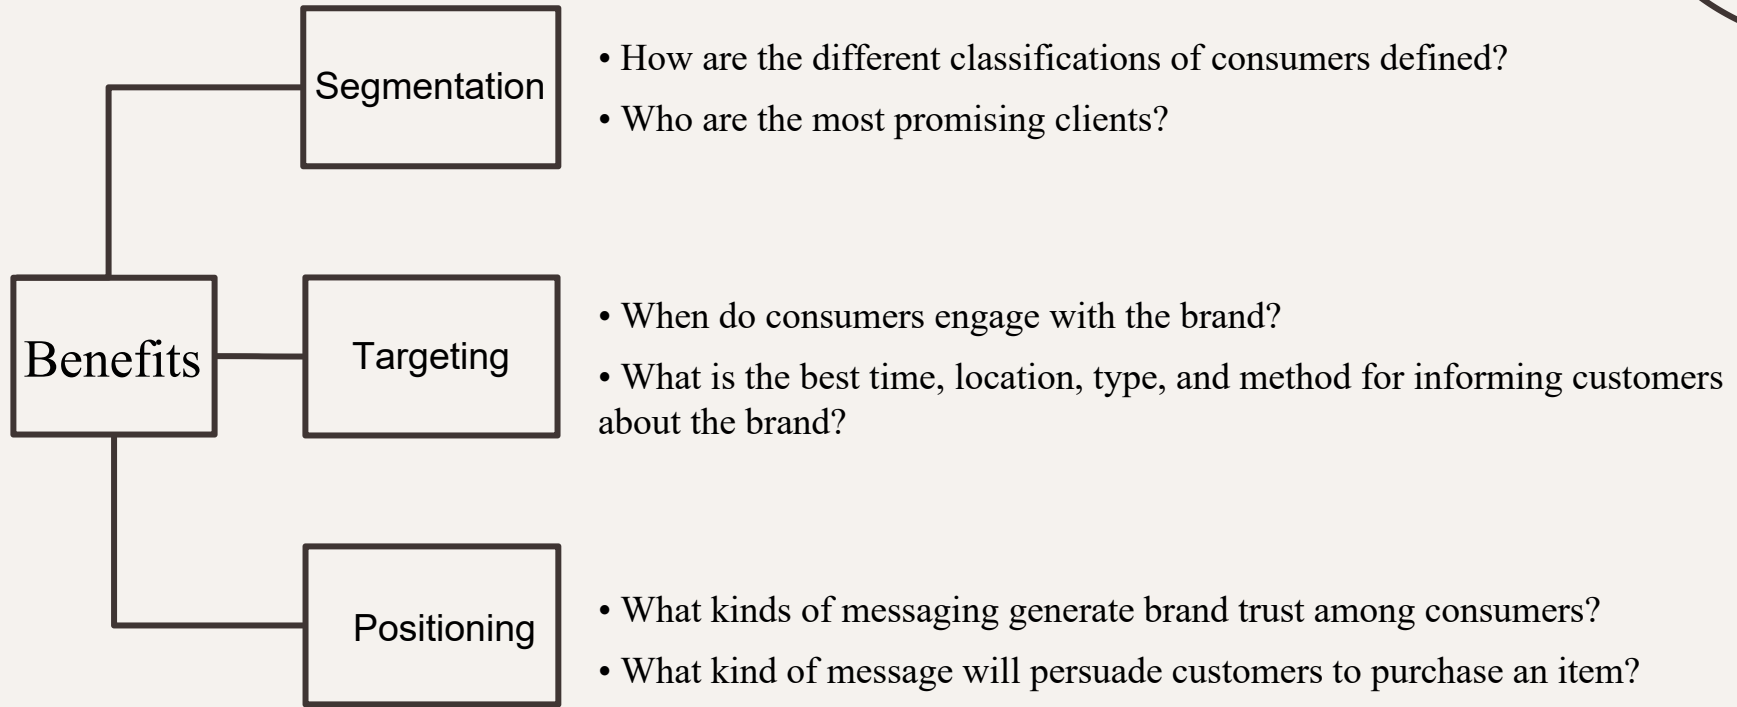 Segmentation
• How are the different classifications of consumers defined?
• Who are the most promising clients?
Benefits
Targeting
• When do consumers engage with the brand?
• What is the best time, location, type, and method for informing customers
about the brand?
Positioning
• What kinds of messaging generate brand trust among consumers?
• What kind of message will persuade customers to purchase an item?